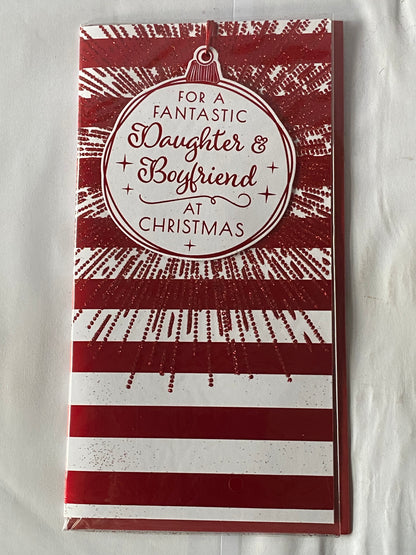 FOR A
FANTASTIC
Daughter &
Boyfriend
AT
CHRISTMAS